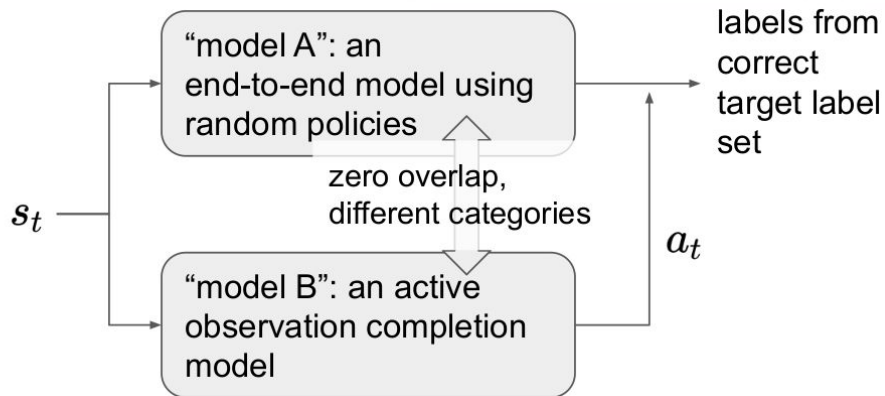 “model A”: an
end-to-end model using
random policies
labels from
correct
target label
set
zero overlap,
different categories
s_t
a_t
“model B”: an active
observation completion
model